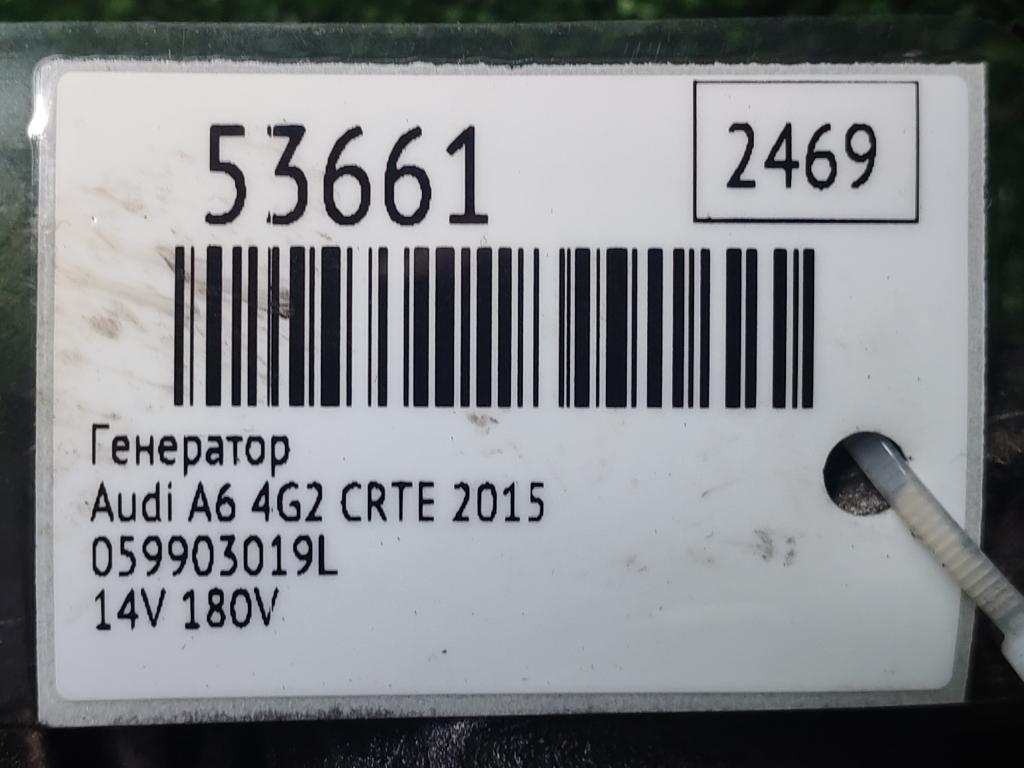 53661
2469
Генератор
Audi A6 4G2 CRTE 2015
059903019L
14V 180V